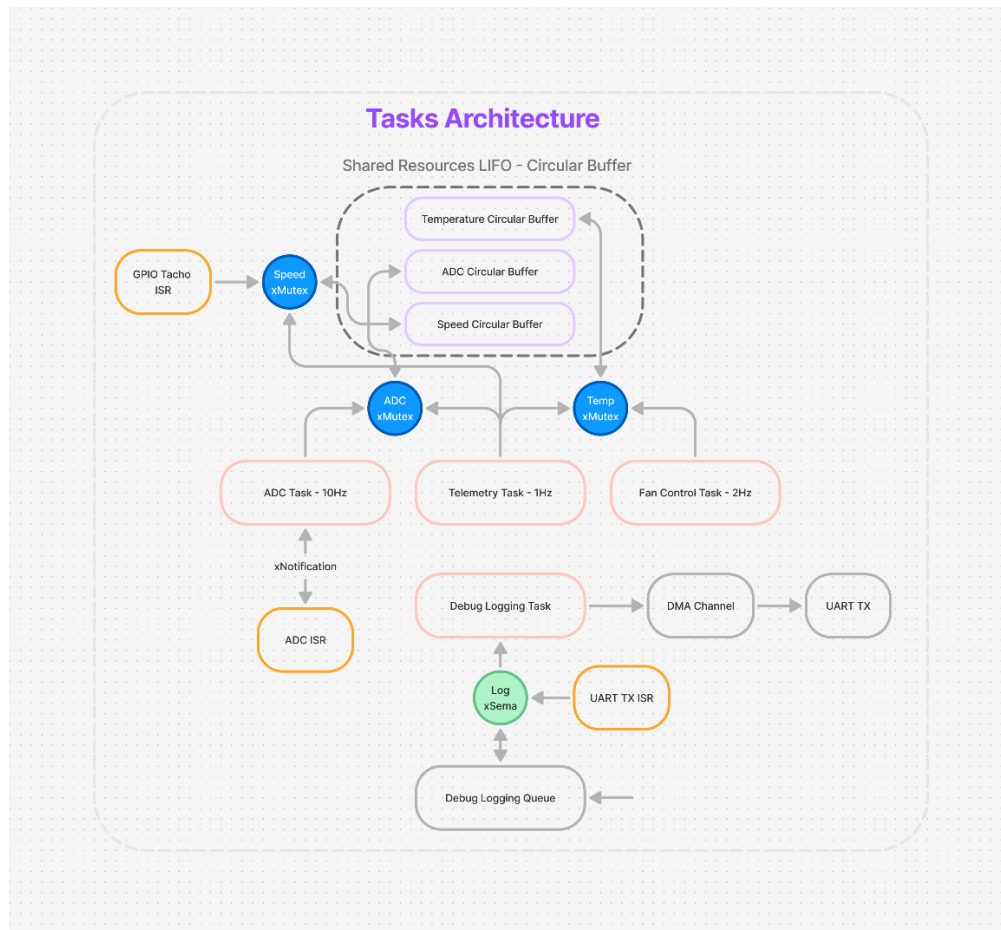 Tasks Architecture
Shared Resources LIFO - Circular Buffer
Temperature Circular Buffer
GPIO Tacho
ISR
Speed
xMutex
ADC Circular Buffer
Speed Circular Buffer
ADC
xMutex
Temp
xMutex
ADC Task - 10Hz
Telemetry Task - 1Hz
Fan Control Task - 2Hz
xNotification
ADC ISR
Debug Logging Task
DMA Channel
UART TX
Log
xSema
UART TX ISR
Debug Logging Queue